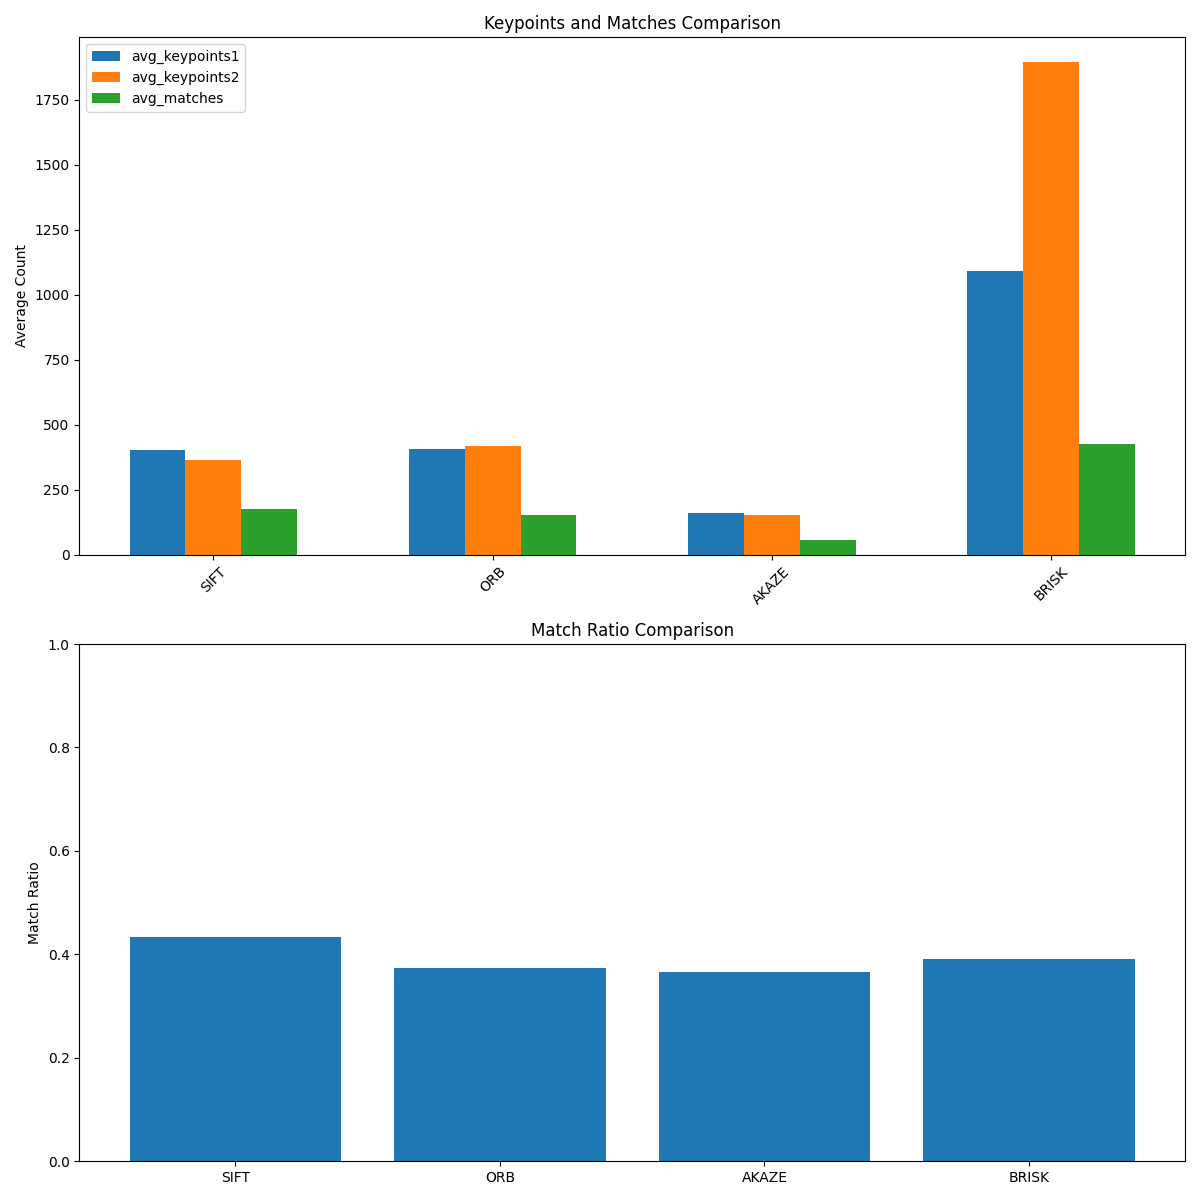 Keypoints and Matches Comparison
avg_keypoints1
avg_keypoints2
avg_matches
Average Count
1750
1500
1250
1000
750
500
250
0
SIFT
ORB
AKAZE
BRISK
Match Ratio Comparison
Match Ratio
1.0
0.8
0.6
0.4
0.2
0.0
SIFT
ORB
AKAZE
BRISK